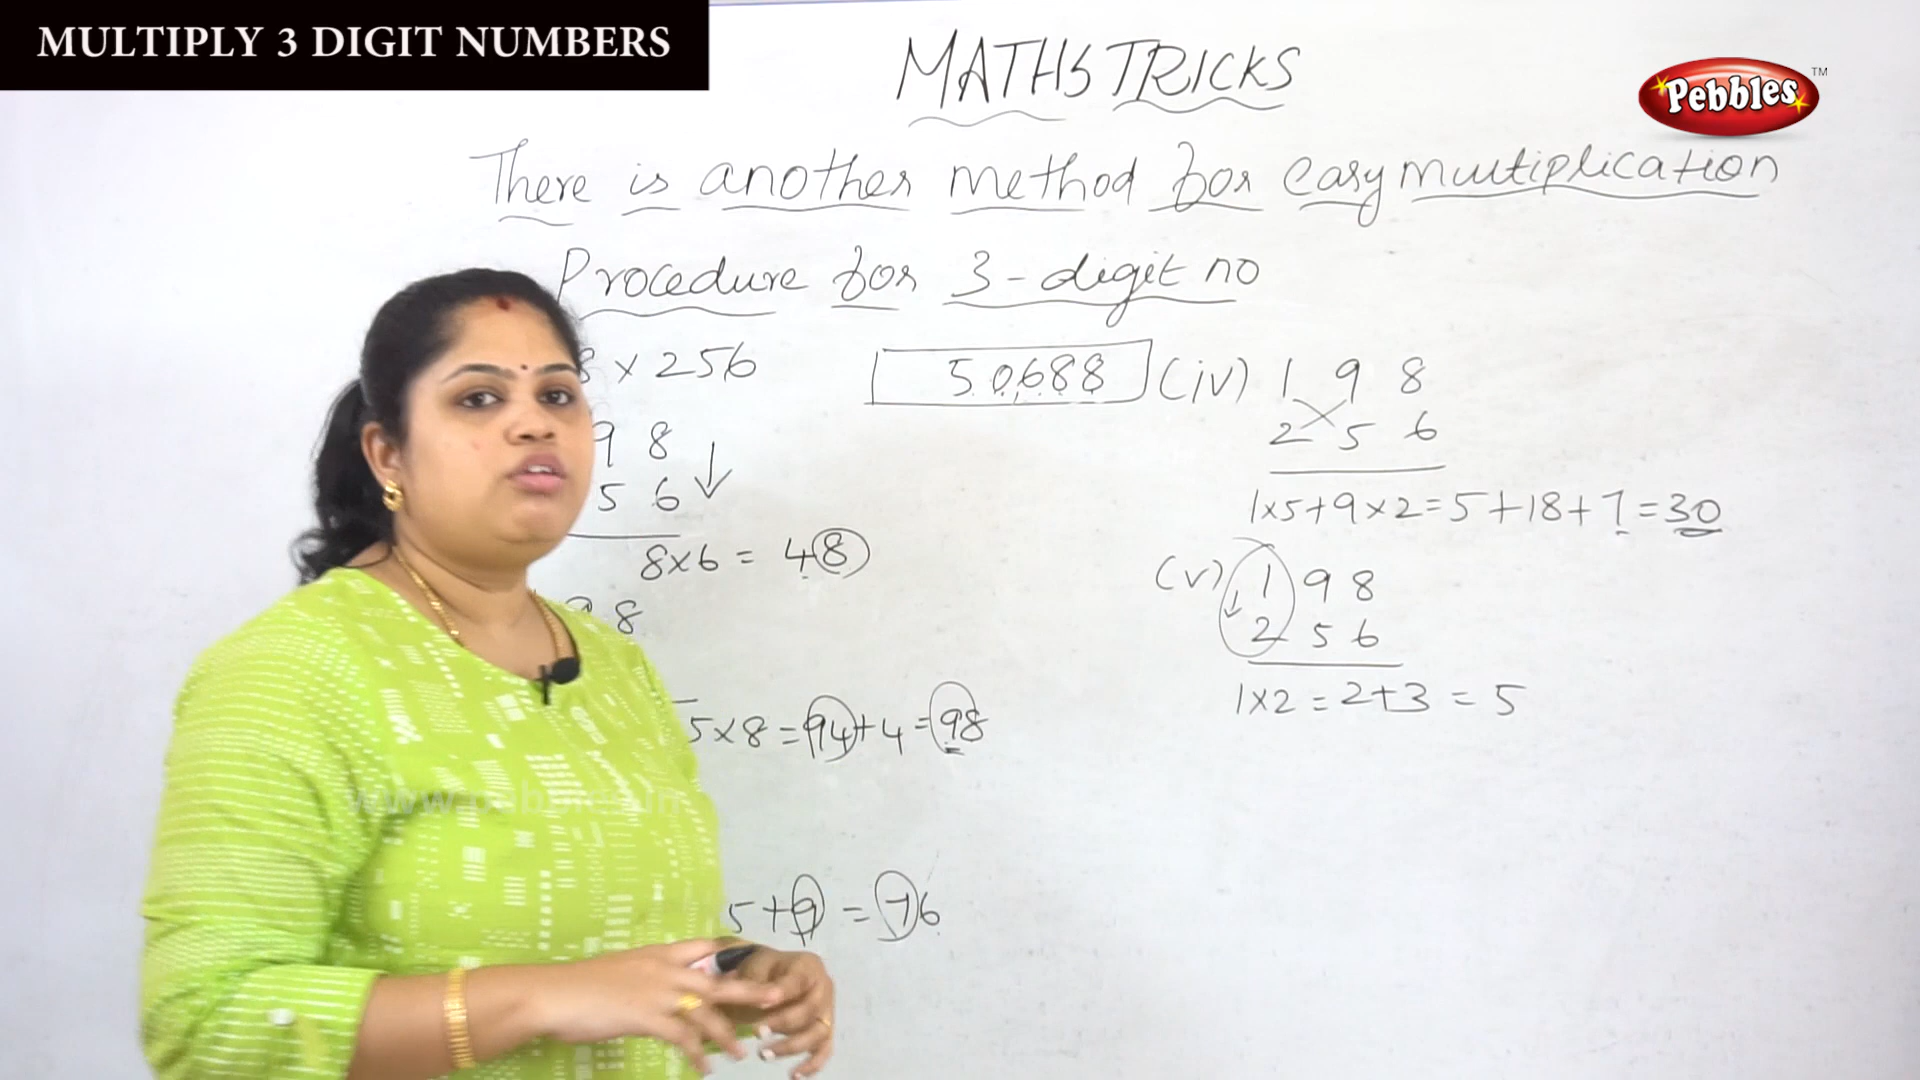 MULTIPLY 3 DIGIT NUMBERS
MATHS TRICKS
Pebbles TM
There is another method for easy multiplication
Procedure for 3-digit no
8 x 256
50,688
9 8
5 6
8x6 = 48
8
5x8 = 94+4 = 98
5+9 = 76
(iv) 1 9 8
2 5 6
1x5+9x2=5+18+7=30
(v) 1 9 8
2 5 6
1x2 = 2+3 = 5